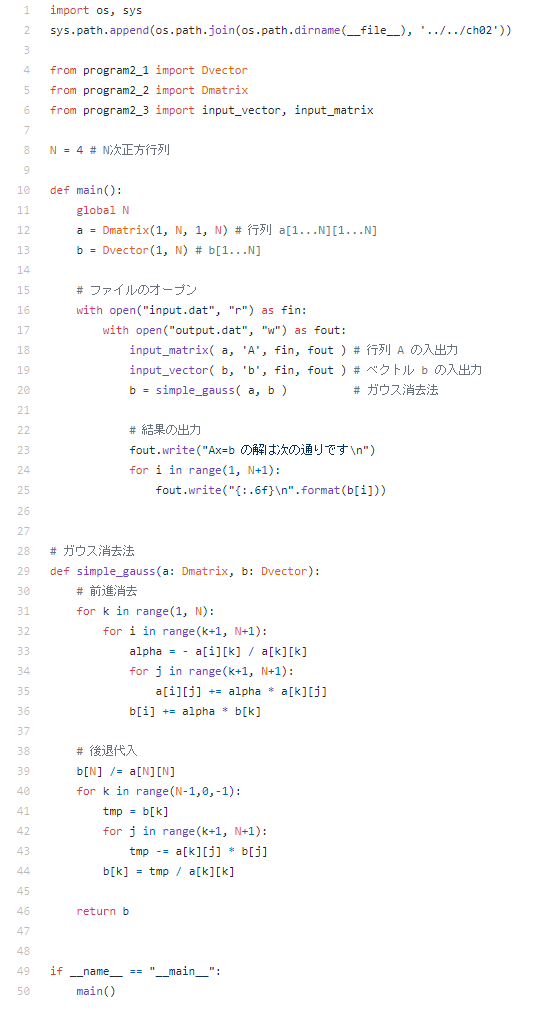 1 import os, sys
2 sys.path.append(os.path.join(os.path.dirname(__file__), '../../ch02'))
3
4 from program2_1 import Dvector
5 from program2_2 import Dmatrix
6 from program2_3 import input_vector, input_matrix
7
8 N = 4 # N次正方行列
9
10 def main():
11     global N
12     a = Dmatrix(1, N, 1, N) # 行列 a[1...N][1...N]
13     b = Dvector(1, N) # b[1...N]
14
15     # ファイルのオープン
16     with open("input.dat", "r") as fin:
17         with open("output.dat", "w") as fout:
18             input_matrix( a, 'A', fin, fout ) # 行列 A の入出力
19             input_vector( b, 'b', fin, fout ) # ベクトル b の入出力
20             b = simple_gauss( a, b )          # ガウス消去法
21
22             # 結果の出力
23             fout.write("Ax=b の解は次の通りです\n")
24             for i in range(1, N+1):
25                 fout.write("{:.6f}\n".format(b[i]))
26
27
28 # ガウス消去法
29 def simple_gauss(a: Dmatrix, b: Dvector):
30     # 前進消去
31     for k in range(1, N):
32         for i in range(k+1, N+1):
33             alpha = - a[i][k] / a[k][k]
34             for j in range(k+1, N+1):
35                 a[i][j] += alpha * a[k][j]
36             b[i] += alpha * b[k]
37
38     # 後退代入
39     b[N] /= a[N][N]
40     for k in range(N-1,0,-1):
41         tmp = b[k]
42         for j in range(k+1, N+1):
43             tmp -= a[k][j] * b[j]
44         b[k] = tmp / a[k][k]
45
46     return b
47
48
49 if __name__ == "__main__":
50     main()